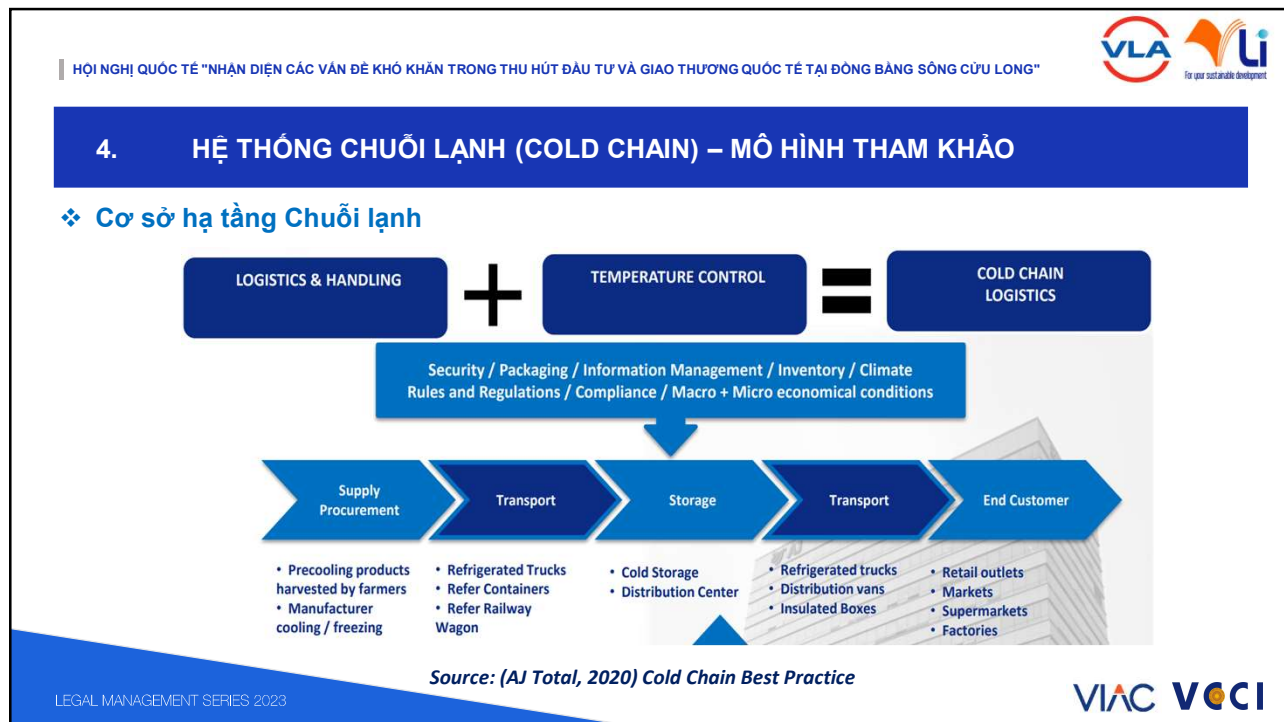 HỘI NGHỊ QUỐC TẾ "NHẬN DIỆN CÁC VẤN ĐỀ KHÓ KHĂN TRONG THU HÚT ĐẦU TƯ VÀ GIAO THƯƠNG QUỐC TẾ TẠI ĐỒNG BẰNG SÔNG CỬU LONG"
VLA
VLi
For your sustainable development
4. HỆ THỐNG CHUỖI LẠNH (COLD CHAIN) – MÔ HÌNH THAM KHẢO
❖ Cơ sở hạ tầng Chuỗi lạnh
LOGISTICS & HANDLING
+
TEMPERATURE CONTROL
=
COLD CHAIN
LOGISTICS
Security / Packaging / Information Management / Inventory / Climate
Rules and Regulations / Compliance / Macro + Micro economical conditions
Supply
Procurement
Transport
Storage
Transport
End Customer
• Precooling products
harvested by farmers
• Manufacturer
cooling / freezing
• Refrigerated Trucks
• Refer Containers
• Refer Railway
Wagon
• Cold Storage
• Distribution Center
• Refrigerated trucks
• Distribution vans
• Insulated Boxes
• Retail outlets
• Markets
• Supermarkets
• Factories
Source: (AJ Total, 2020) Cold Chain Best Practice
LEGAL MANAGEMENT SERIES 2023
VIAC VCCI